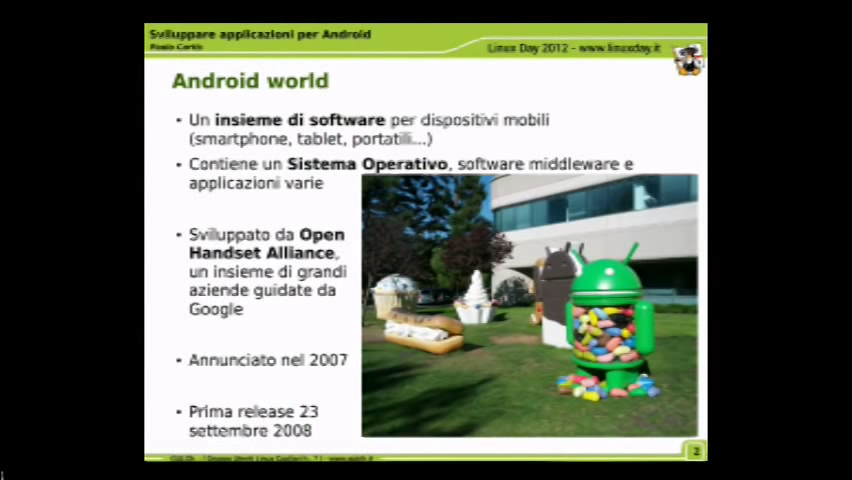 Sviluppare applicazioni per Android
Linux Day 2012 - www.linuxday.it
Android world
• Un insieme di software per dispositivi mobili
(smartphone, tablet, portatili...)
• Contiene un Sistema Operativo, software middleware e
applicazioni varie
• Sviluppato da Open
Handset Alliance,
un insieme di grandi
aziende guidate da
Google
• Annunciato nel 2007
• Prima release 23
settembre 2008
2